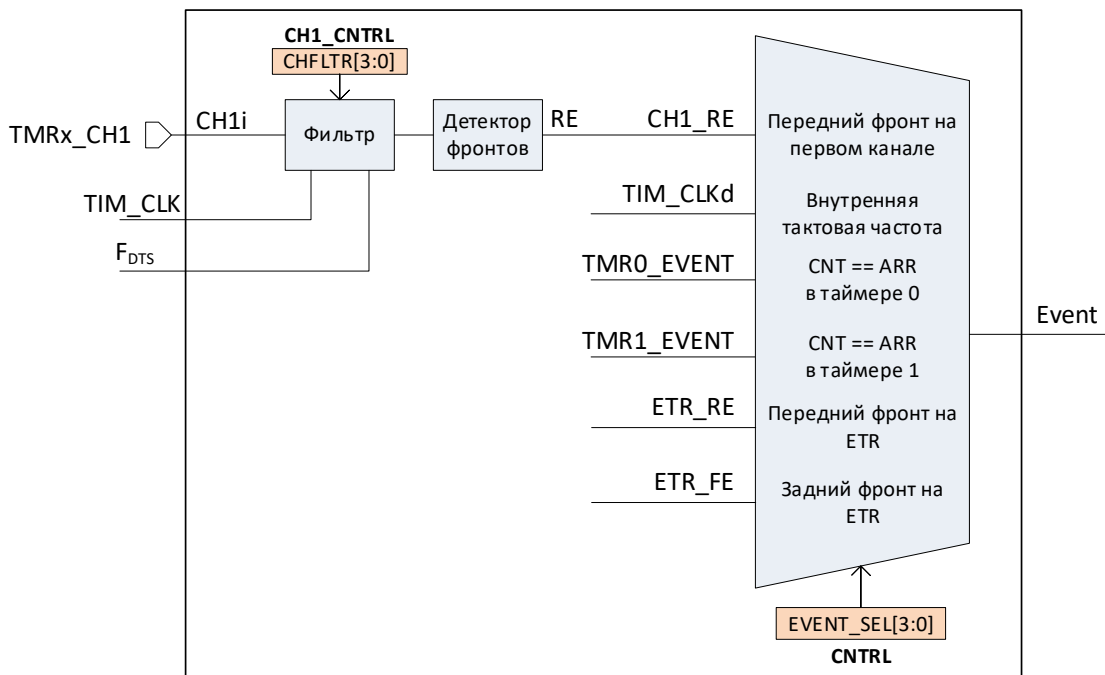 CH1_CNTRL
CHFLTR[3:0]
TMRx_CH1
CH1i
Фильтр
Детектор
фронтов
RE
CH1_RE
Передний фронт на
первом канале
TIM_CLK
TIM_CLKd
Внутренняя
тактовая частота
FDTS
TMR0_EVENT
CNT == ARR
в таймере 0
Event
TMR1_EVENT
CNT == ARR
в таймере 1
ETR_RE
Передний фронт на
ETR
ETR_FE
Задний фронт на
ETR
EVENT_SEL[3:0]
CNTRL